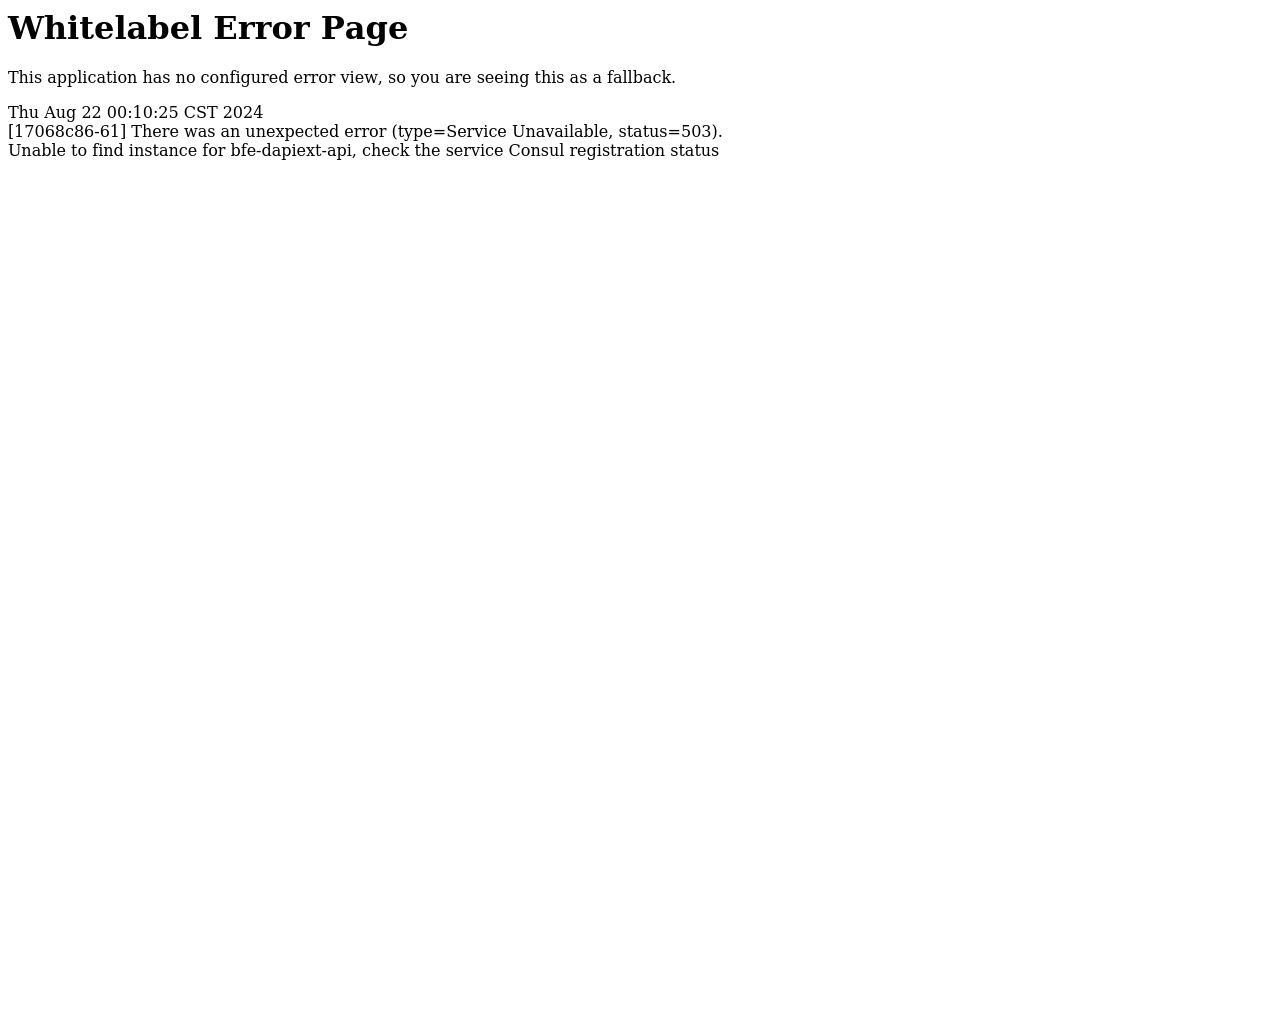 Whitelabel Error Page
This application has no configured error view, so you are seeing this as a fallback.
Thu Aug 22 00:10:25 CST 2024
[17068c86-61] There was an unexpected error (type=Service Unavailable, status=503).
Unable to find instance for bfe-dapiext-api, check the service Consul registration status